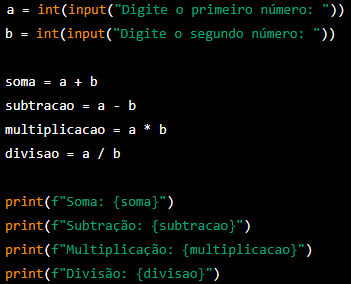 a = int(input("Digite o primeiro número: "))
b = int(input("Digite o segundo número: "))
soma = a + b
subtracao = a - b
multiplicacao = a * b
divisao = a / b
print(f"Soma: {soma}")
print(f"Subtração: {subtracao}")
print(f"Multiplicação: {multiplicacao}")
print(f"Divisão: {divisao}")